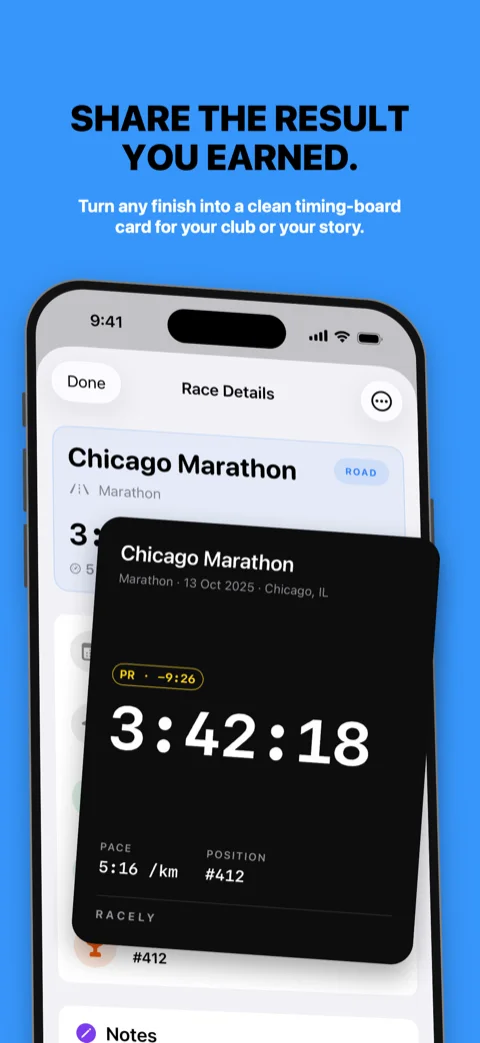 SHARE THE RESULT
YOU EARNED.
Turn any finish into a clean timing-board
card for your club or your story.
9:41
Done
Race Details
Chicago Marathon
ROAD
Marathon
3:
5
Chicago Marathon
Marathon · 13 Oct 2025 · Chicago, IL
PR · −9:26
3:42:18
PACE
POSITION
5:16 /km
#412
RACELY
#412
Notes